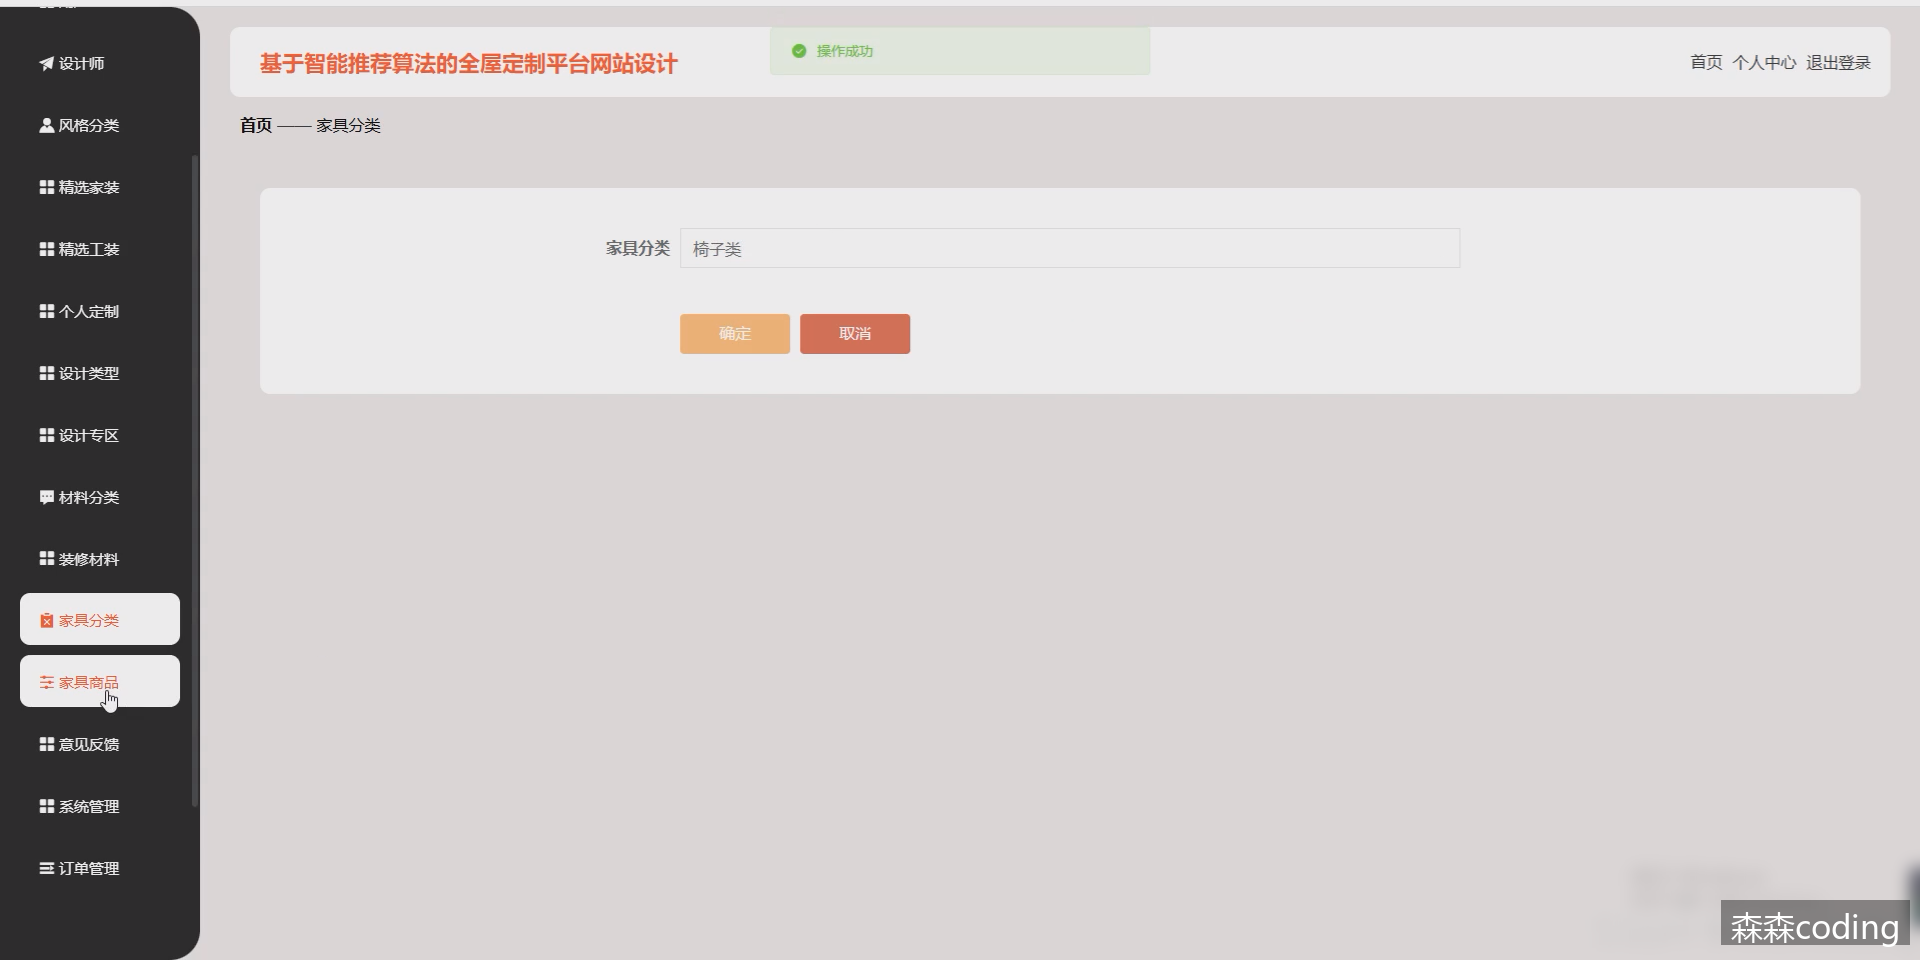 基于智能推荐算法的全屋定制平台网站设计
操作成功
首页 个人中心 退出登录
首页 —— 家具分类
设计师
风格分类
精选家装
精选工装
个人定制
设计类型
设计专区
材料分类
装修材料
家具分类
家具商品
意见反馈
系统管理
订单管理
家具分类 椅子类
确定 取消
森森coding